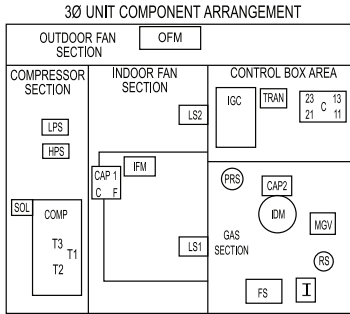 3Ø UNIT COMPONENT ARRANGEMENT
OUTDOOR FAN
SECTION
OFM
COMPRESSOR
SECTION
LPS
HPS
SOL
COMP
T3
T1
T2
INDOOR FAN
SECTION
LS2
IFM
CAP 1
C F
LS1
CONTROL BOX AREA
IGC
TRAN
23 13
C
21 11
PRS
CAP2
IDM
MGV
GAS
SECTION
RS
FS
I